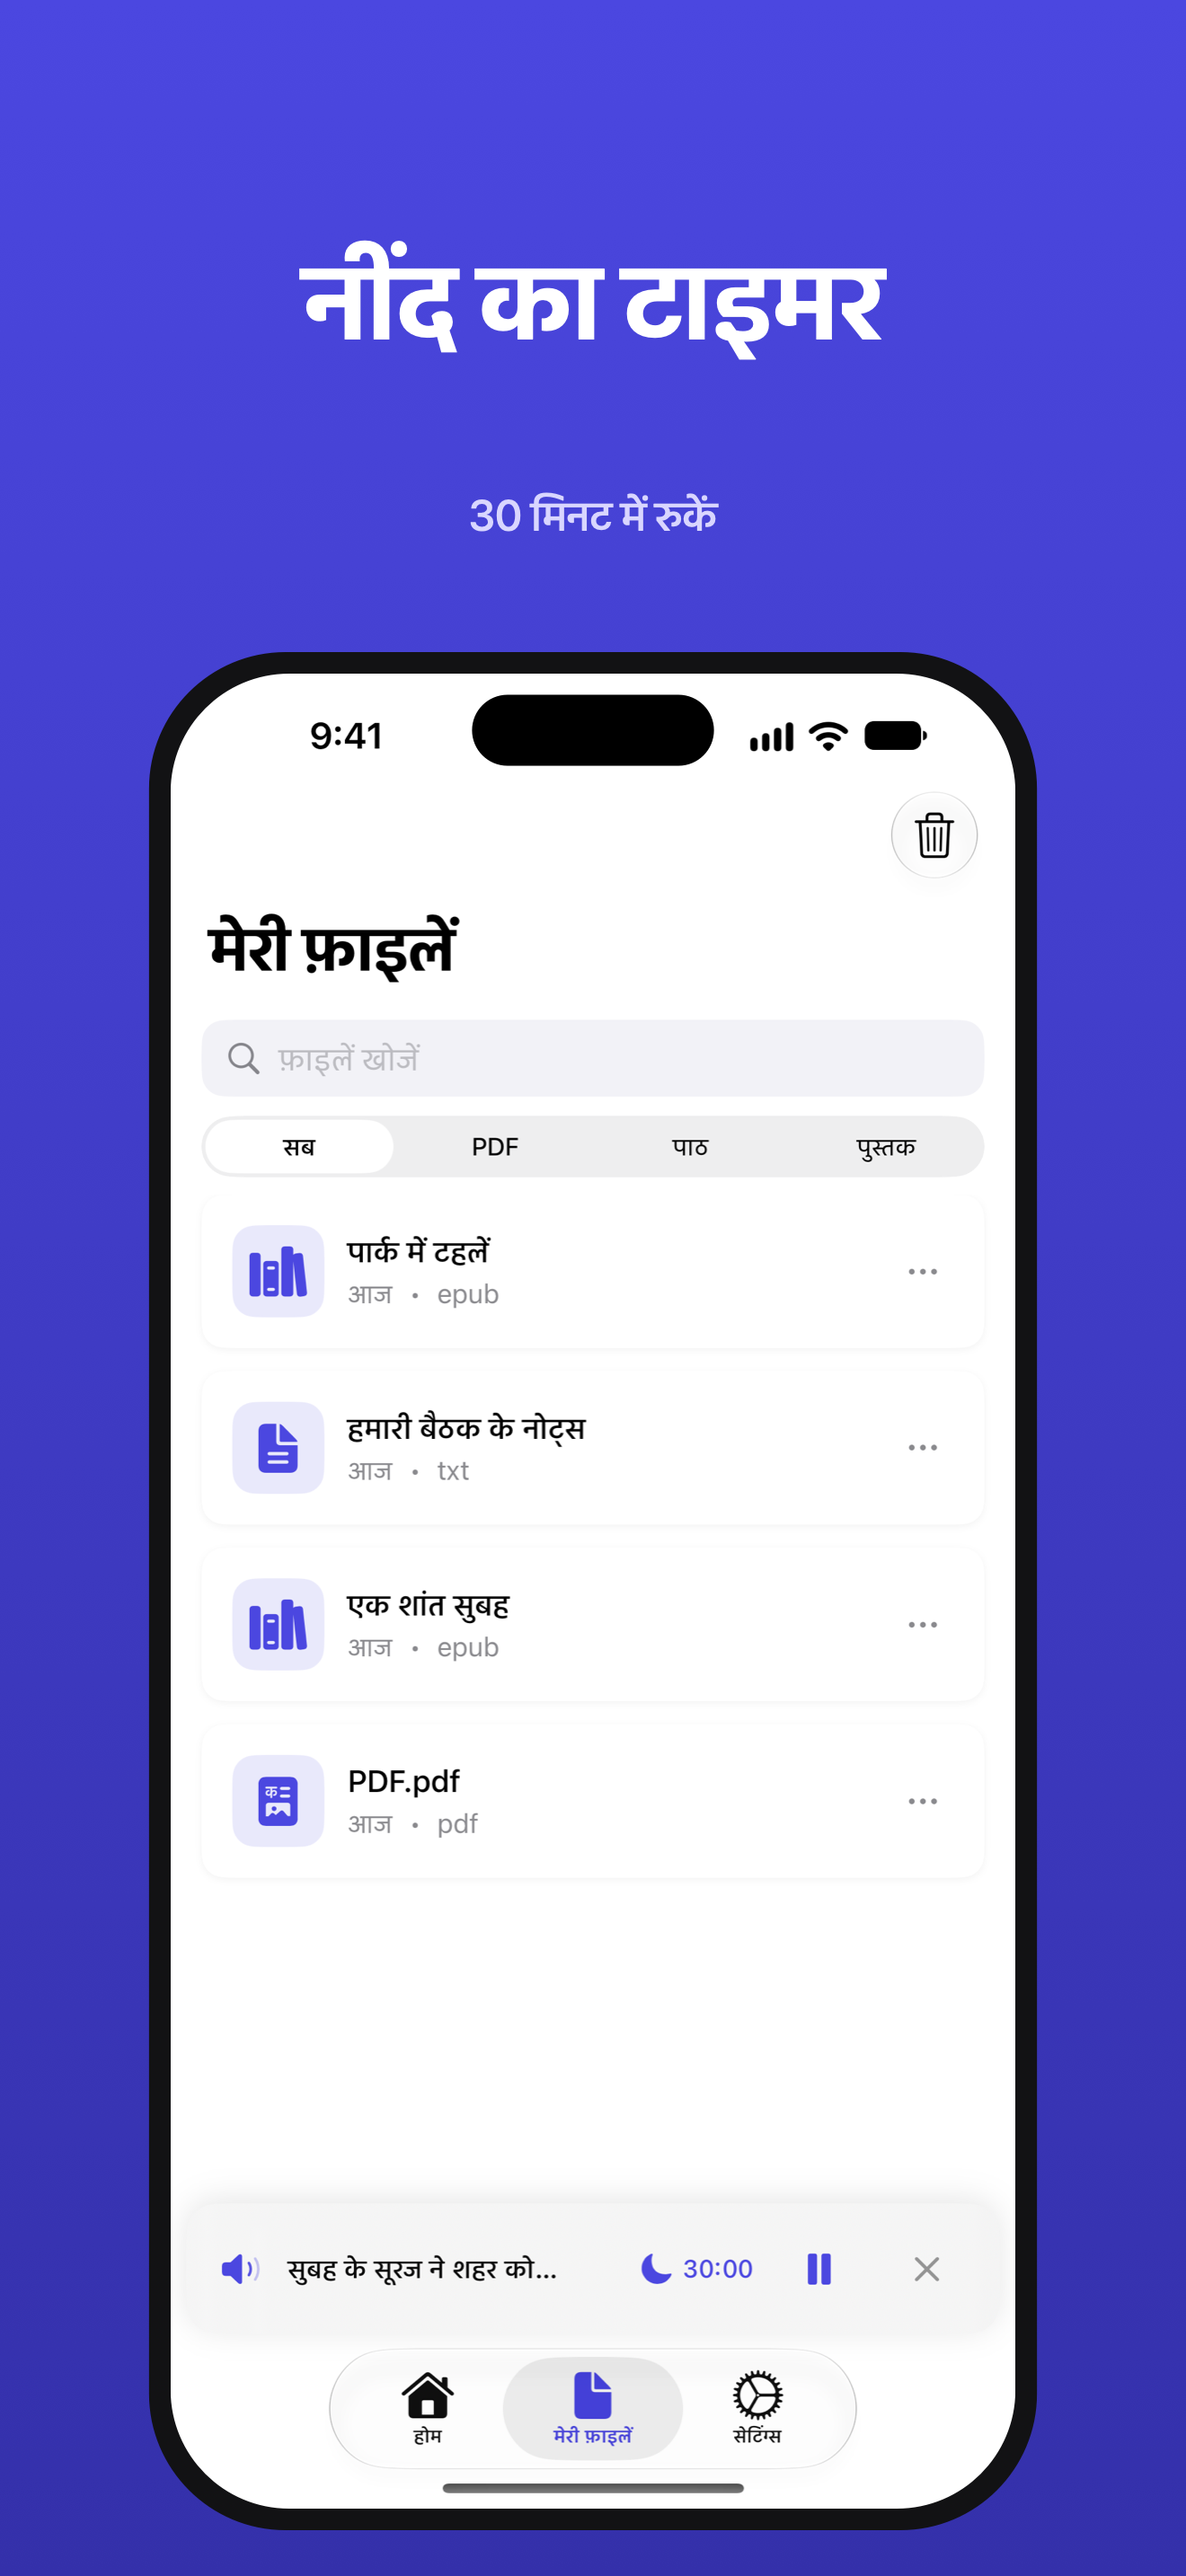 नींद का टाइमर
30 मिनट में रुकें
9:41
मेरी फ़ाइलें
फ़ाइलें खोजें
सब PDF पाठ पुस्तक
पार्क में टहलें
आज • epub
हमारी बैठक के नोट्स
आज • txt
एक शांत सुबह
आज • epub
क
PDF.pdf
आज • pdf
सुबह के सूरज ने शहर को... 30:00
होम मेरी फ़ाइलें सेटिंग्स